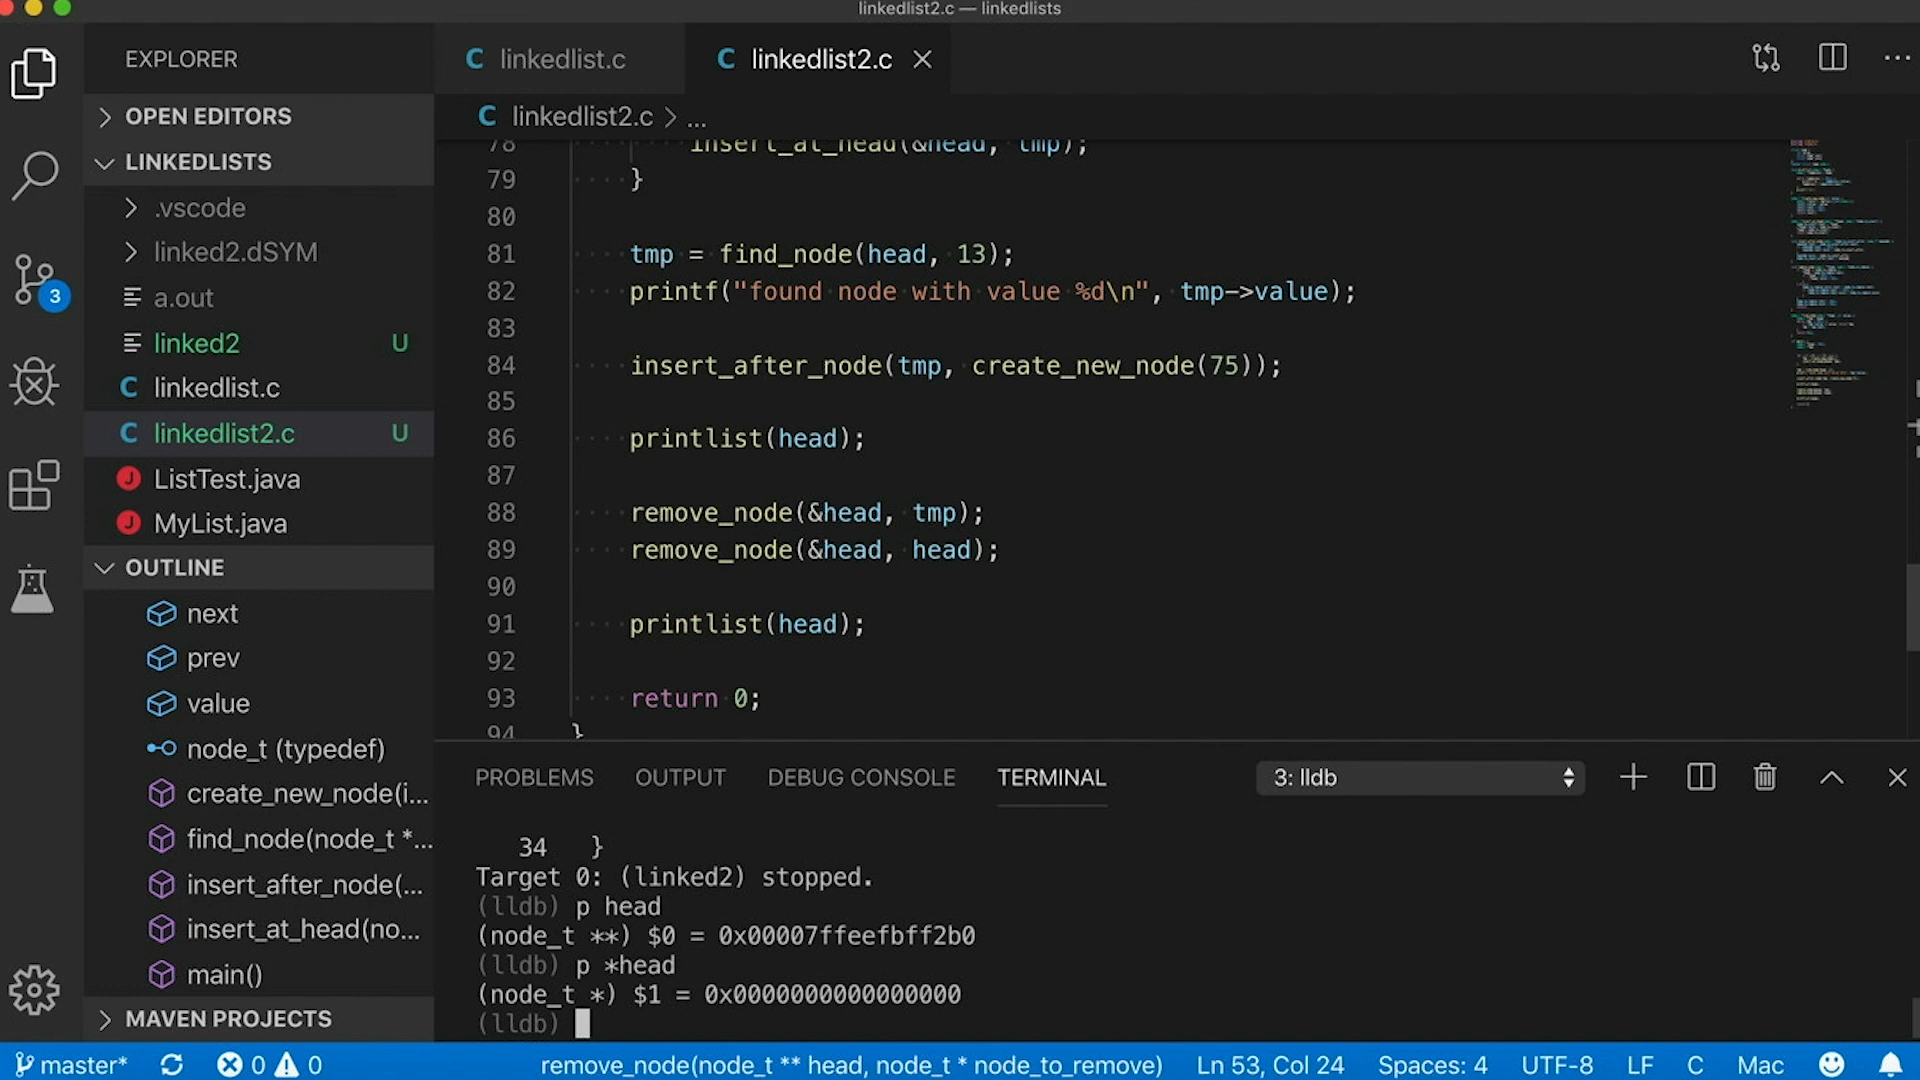 linkedlist2.c — linkedlists
EXPLORER
OPEN EDITORS
LINKEDLISTS
.vscode
linked2.dSYM
a.out
linked2 U
C linkedlist.c
C linkedlist2.c U
J ListTest.java
J MyList.java
OUTLINE
next
prev
value
node_t (typedef)
create_new_node(i...
find_node(node_t *...
insert_after_node(...
insert_at_head(no...
main()
MAVEN PROJECTS
3
C linkedlist.c
C linkedlist2.c
C linkedlist2.c > ...
78 insert_at_head(&head, tmp);
79 }
80
81 tmp = find_node(head, 13);
82 printf("found node with value %d\n", tmp->value);
83
84 insert_after_node(tmp, create_new_node(75));
85
86 printlist(head);
87
88 remove_node(&head, tmp);
89 remove_node(&head, head);
90
91 printlist(head);
92
93 return 0;
94 }
PROBLEMS OUTPUT DEBUG CONSOLE TERMINAL 3: lldb
34 }
Target 0: (linked2) stopped.
(lldb) p head
(node_t **) $0 = 0x00007ffeefbff2b0
(lldb) p *head
(node_t *) $1 = 0x0000000000000000
(lldb)
master* 0 0 remove_node(node_t ** head, node_t * node_to_remove) Ln 53, Col 24 Spaces: 4 UTF-8 LF C Mac